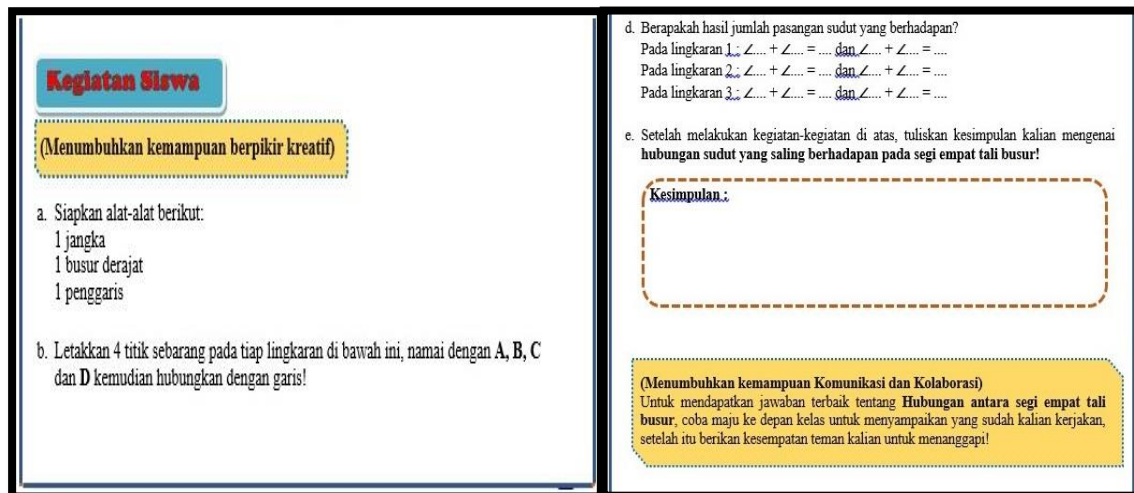 Kegiatan Siswa
(Menumbuhkan kemampuan berpikir kreatif)
a. Siapkan alat-alat berikut:
1 jangka
1 busur derajat
1 penggaris
b. Letakkan 4 titik sebarang pada tiap lingkaran di bawah ini, namai dengan A, B, C
dan D kemudian hubungkan dengan garis!
d. Berapakah hasil jumlah pasangan sudut yang berhadapan?
Pada lingkaran 1 : ∠.... + ∠.... = .... dan ∠.... + ∠.... = ....
Pada lingkaran 2 : ∠.... + ∠.... = .... dan ∠.... + ∠.... = ....
Pada lingkaran 3 : ∠.... + ∠.... = .... dan ∠.... + ∠.... = ....
e. Setelah melakukan kegiatan-kegiatan di atas, tuliskan kesimpulan kalian mengenai
hubungan sudut yang saling berhadapan pada segi empat tali busur!
Kesimpulan :
(Menumbuhkan kemampuan Komunikasi dan Kolaborasi)
Untuk mendapatkan jawaban terbaik tentang Hubungan antara segi empat tali
busur, coba maju ke depan kelas untuk menyampaikan yang sudah kalian kerjakan,
setelah itu berikan kesempatan teman kalian untuk menanggapi!